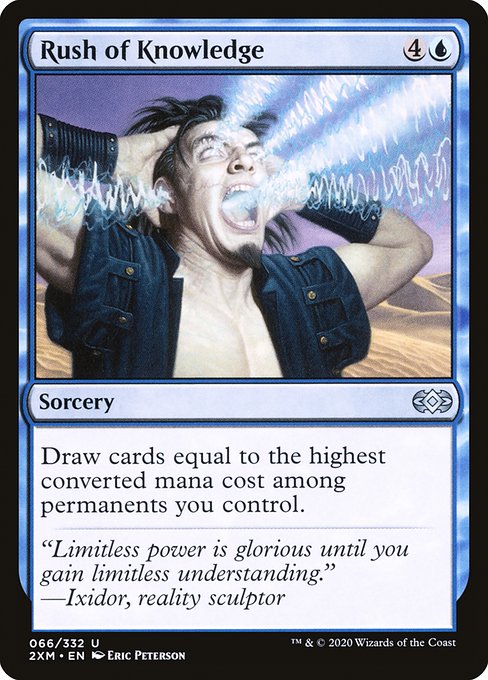 Rush of Knowledge 4
Sorcery
Draw cards equal to the highest
converted mana cost among
permanents you control.
“Limitless power is glorious until you
gain limitless understanding.”
—Ixidor, reality sculptor
066/332 U
2XM • EN Eric Peterson
™ & © 2020 Wizards of the Coast